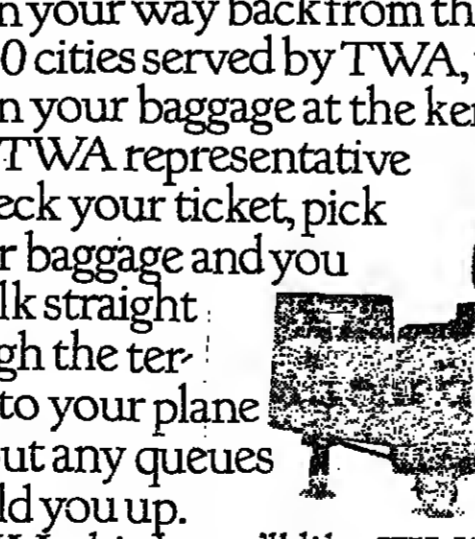 n your way back from th
0 cities served by TWA,
n your baggage at the ker
TWA representative
eck your ticket, pick
r baggage and you
lk straight
gh the ter-
to your plane
ut any queues
ld you up.